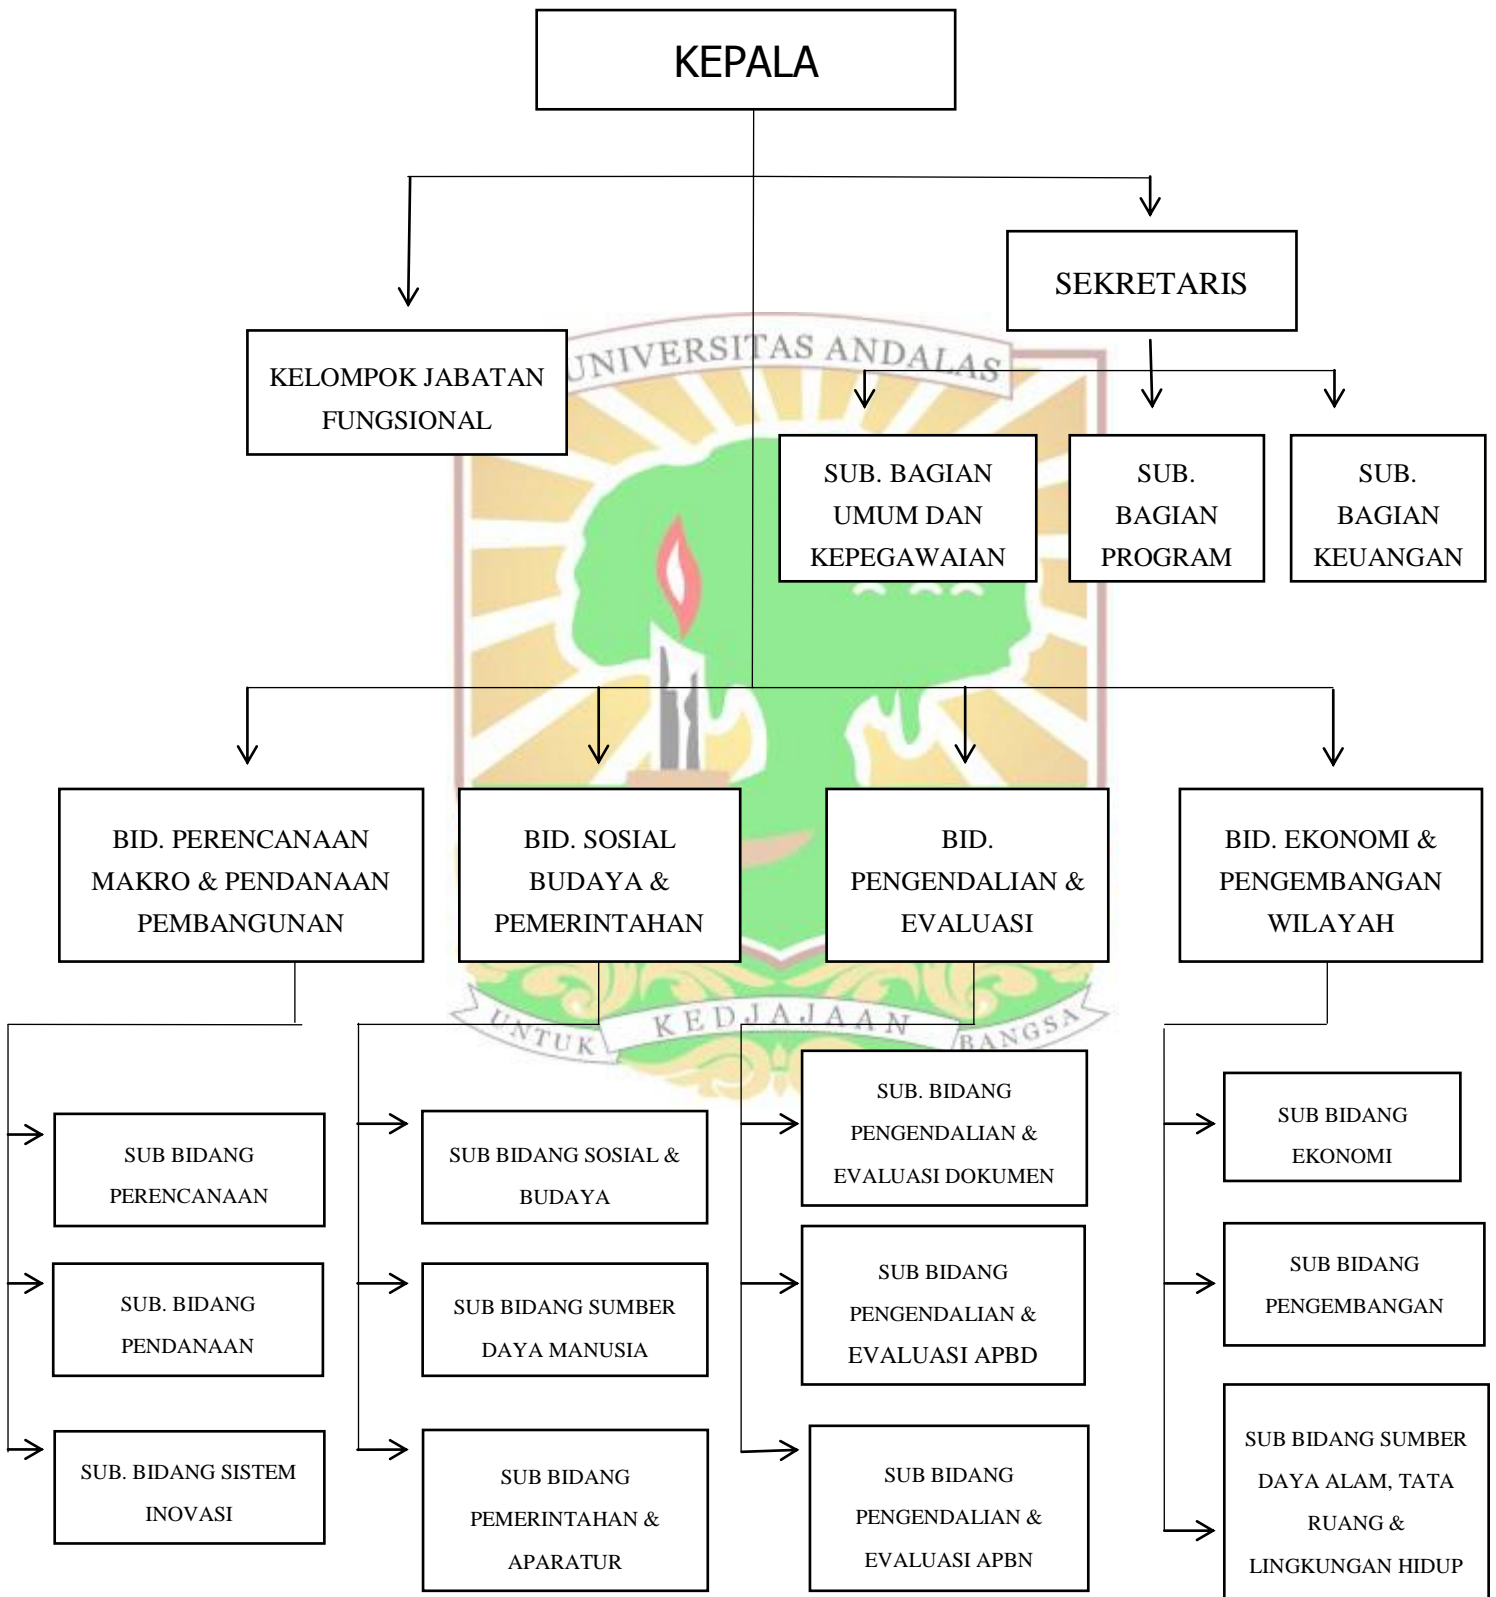 KEPALA
SEKRETARIS
KELOMPOK JABATAN
FUNGSIONAL
UNIVERSITAS ANDALAS
SUB. BAGIAN
UMUM DAN
KEPEGAWAIAN
SUB.
BAGIAN
PROGRAM
SUB.
BAGIAN
KEUANGAN
BID. PERENCANAAN
MAKRO & PENDANAAN
PEMBANGUNAN
BID. SOSIAL
BUDAYA &
PEMERINTAHAN
BID.
PENGENDALIAN &
EVALUASI
BID. EKONOMI &
PENGEMBANGAN
WILAYAH
UNTUK KEDJAJAAN BANGSA
SUB BIDANG
PERENCANAAN
SUB. BIDANG
PENDANAAN
SUB. BIDANG SISTEM
INOVASI
SUB BIDANG SOSIAL &
BUDAYA
SUB BIDANG SUMBER
DAYA MANUSIA
SUB BIDANG
PEMERINTAHAN &
APARATUR
SUB. BIDANG
PENGENDALIAN &
EVALUASI DOKUMEN
SUB BIDANG
PENGENDALIAN &
EVALUASI APBD
SUB BIDANG
PENGENDALIAN &
EVALUASI APBN
SUB BIDANG
EKONOMI
SUB BIDANG
PENGEMBANGAN
SUB BIDANG SUMBER
DAYA ALAM, TATA
RUANG &
LINGKUNGAN HIDUP